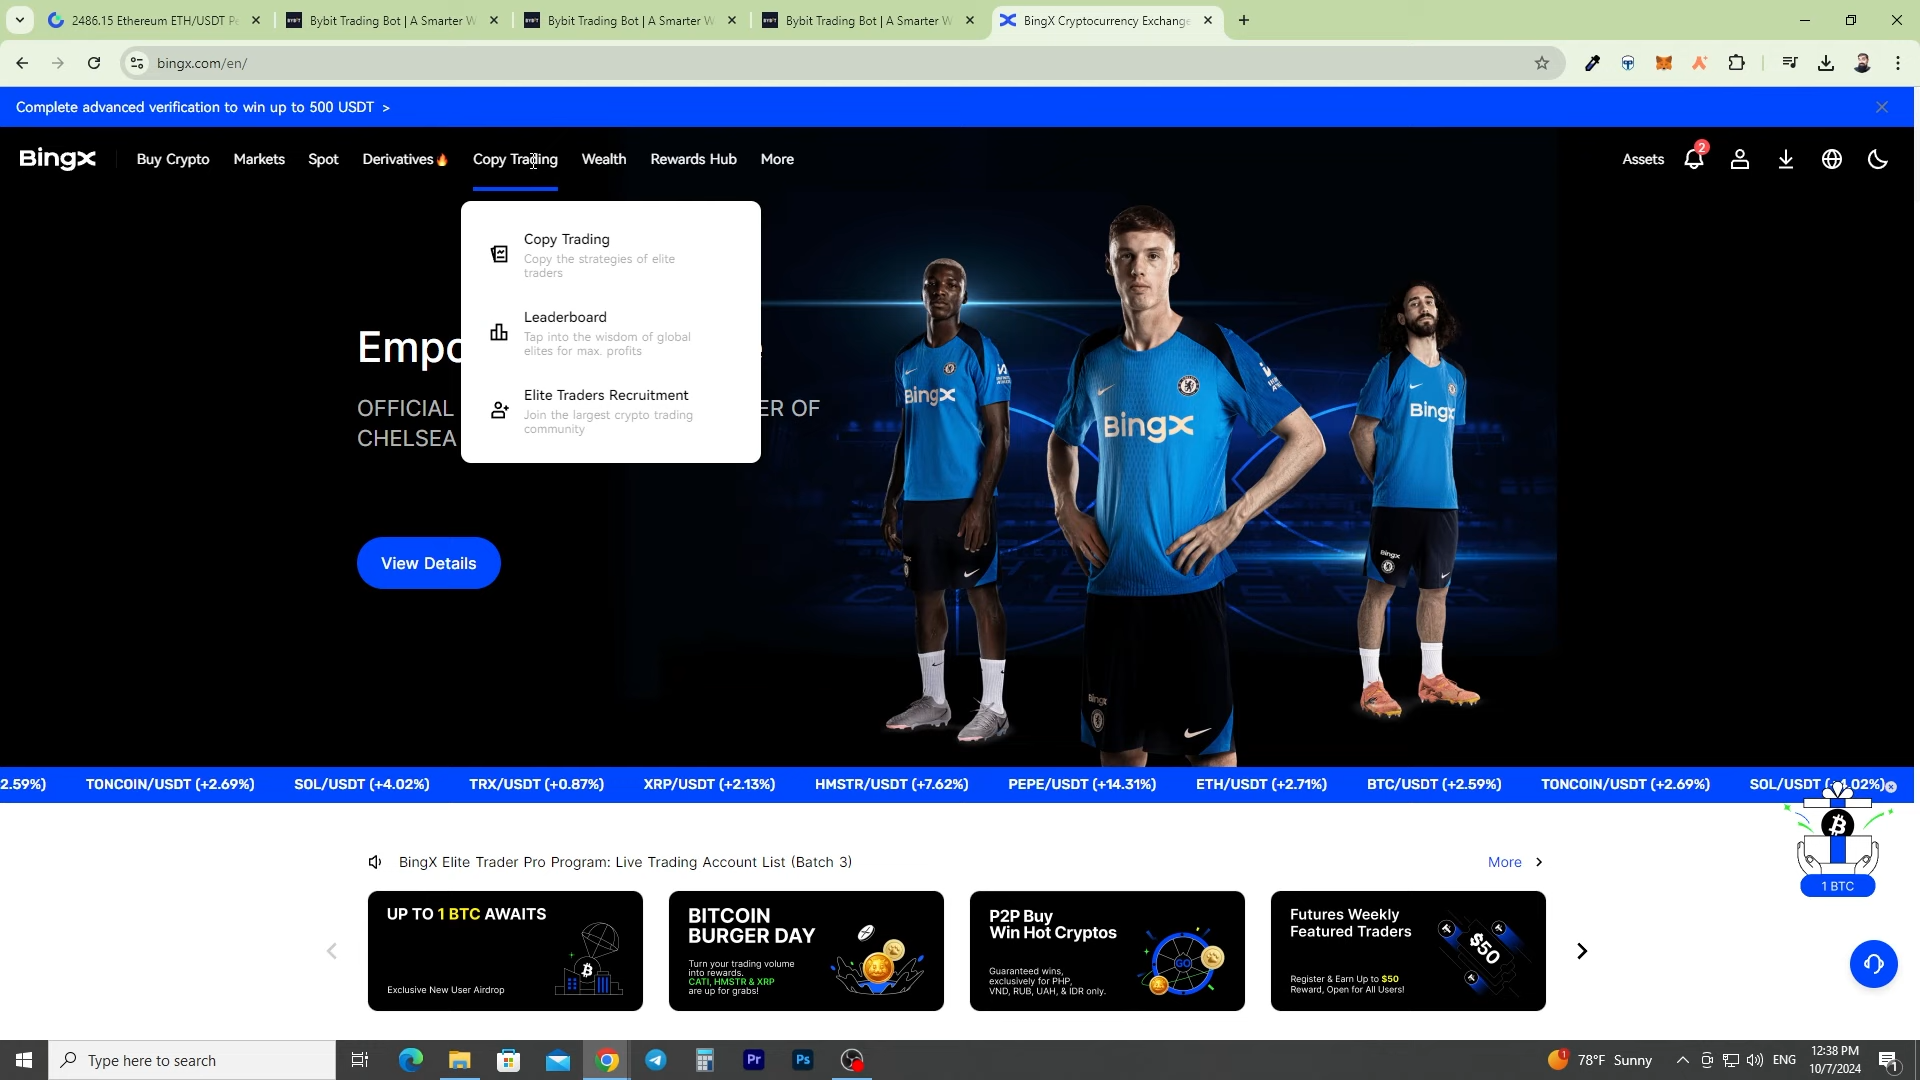 2486.15 Ethereum ETH/USDT P
Bybit Trading Bot | A Smarter W
Bybit Trading Bot | A Smarter W
Bybit Trading Bot | A Smarter W
BingX Cryptocurrency Exchange
bingx.com/en/
Complete advanced verification to win up to 500 USDT >
BingX
Buy Crypto
Markets
Spot
Derivatives
Copy Trading
Wealth
Rewards Hub
More
Assets
2
Copy Trading
Copy the strategies of elite
traders
Leaderboard
Tap into the wisdom of global
elites for max. profits
Elite Traders Recruitment
Join the largest crypto trading
community
Empo
OFFICIAL
ER OF
CHELSEA
View Details
BingX
BingX
BingX
BingX
BingX
2.59%)
TONCOIN/USDT (+2.69%)
SOL/USDT (+4.02%)
TRX/USDT (+0.87%)
XRP/USDT (+2.13%)
HMSTR/USDT (+7.62%)
PEPE/USDT (+14.31%)
ETH/USDT (+2.71%)
BTC/USDT (+2.59%)
TONCOIN/USDT (+2.69%)
SOL/USDT (+4.02%)
1 BTC
BingX Elite Trader Pro Program: Live Trading Account List (Batch 3)
More
UP TO 1 BTC AWAITS
Exclusive New User Airdrop
BITCOIN
BURGER DAY
Turn your trading volume
into rewards.
CATI, HMSTR & XRP
are up for grabs!
P2P Buy
Win Hot Cryptos
Guaranteed wins,
exclusively for PHP,
VND, RUB, UAH, & IDR only.
GO
Futures Weekly
Featured Traders
Register & Earn Up to $50
Reward, Open for All Users!
$50
Type here to search
Pr
Ps
1
78°F Sunny
ENG
12:38 PM
10/7/2024
1